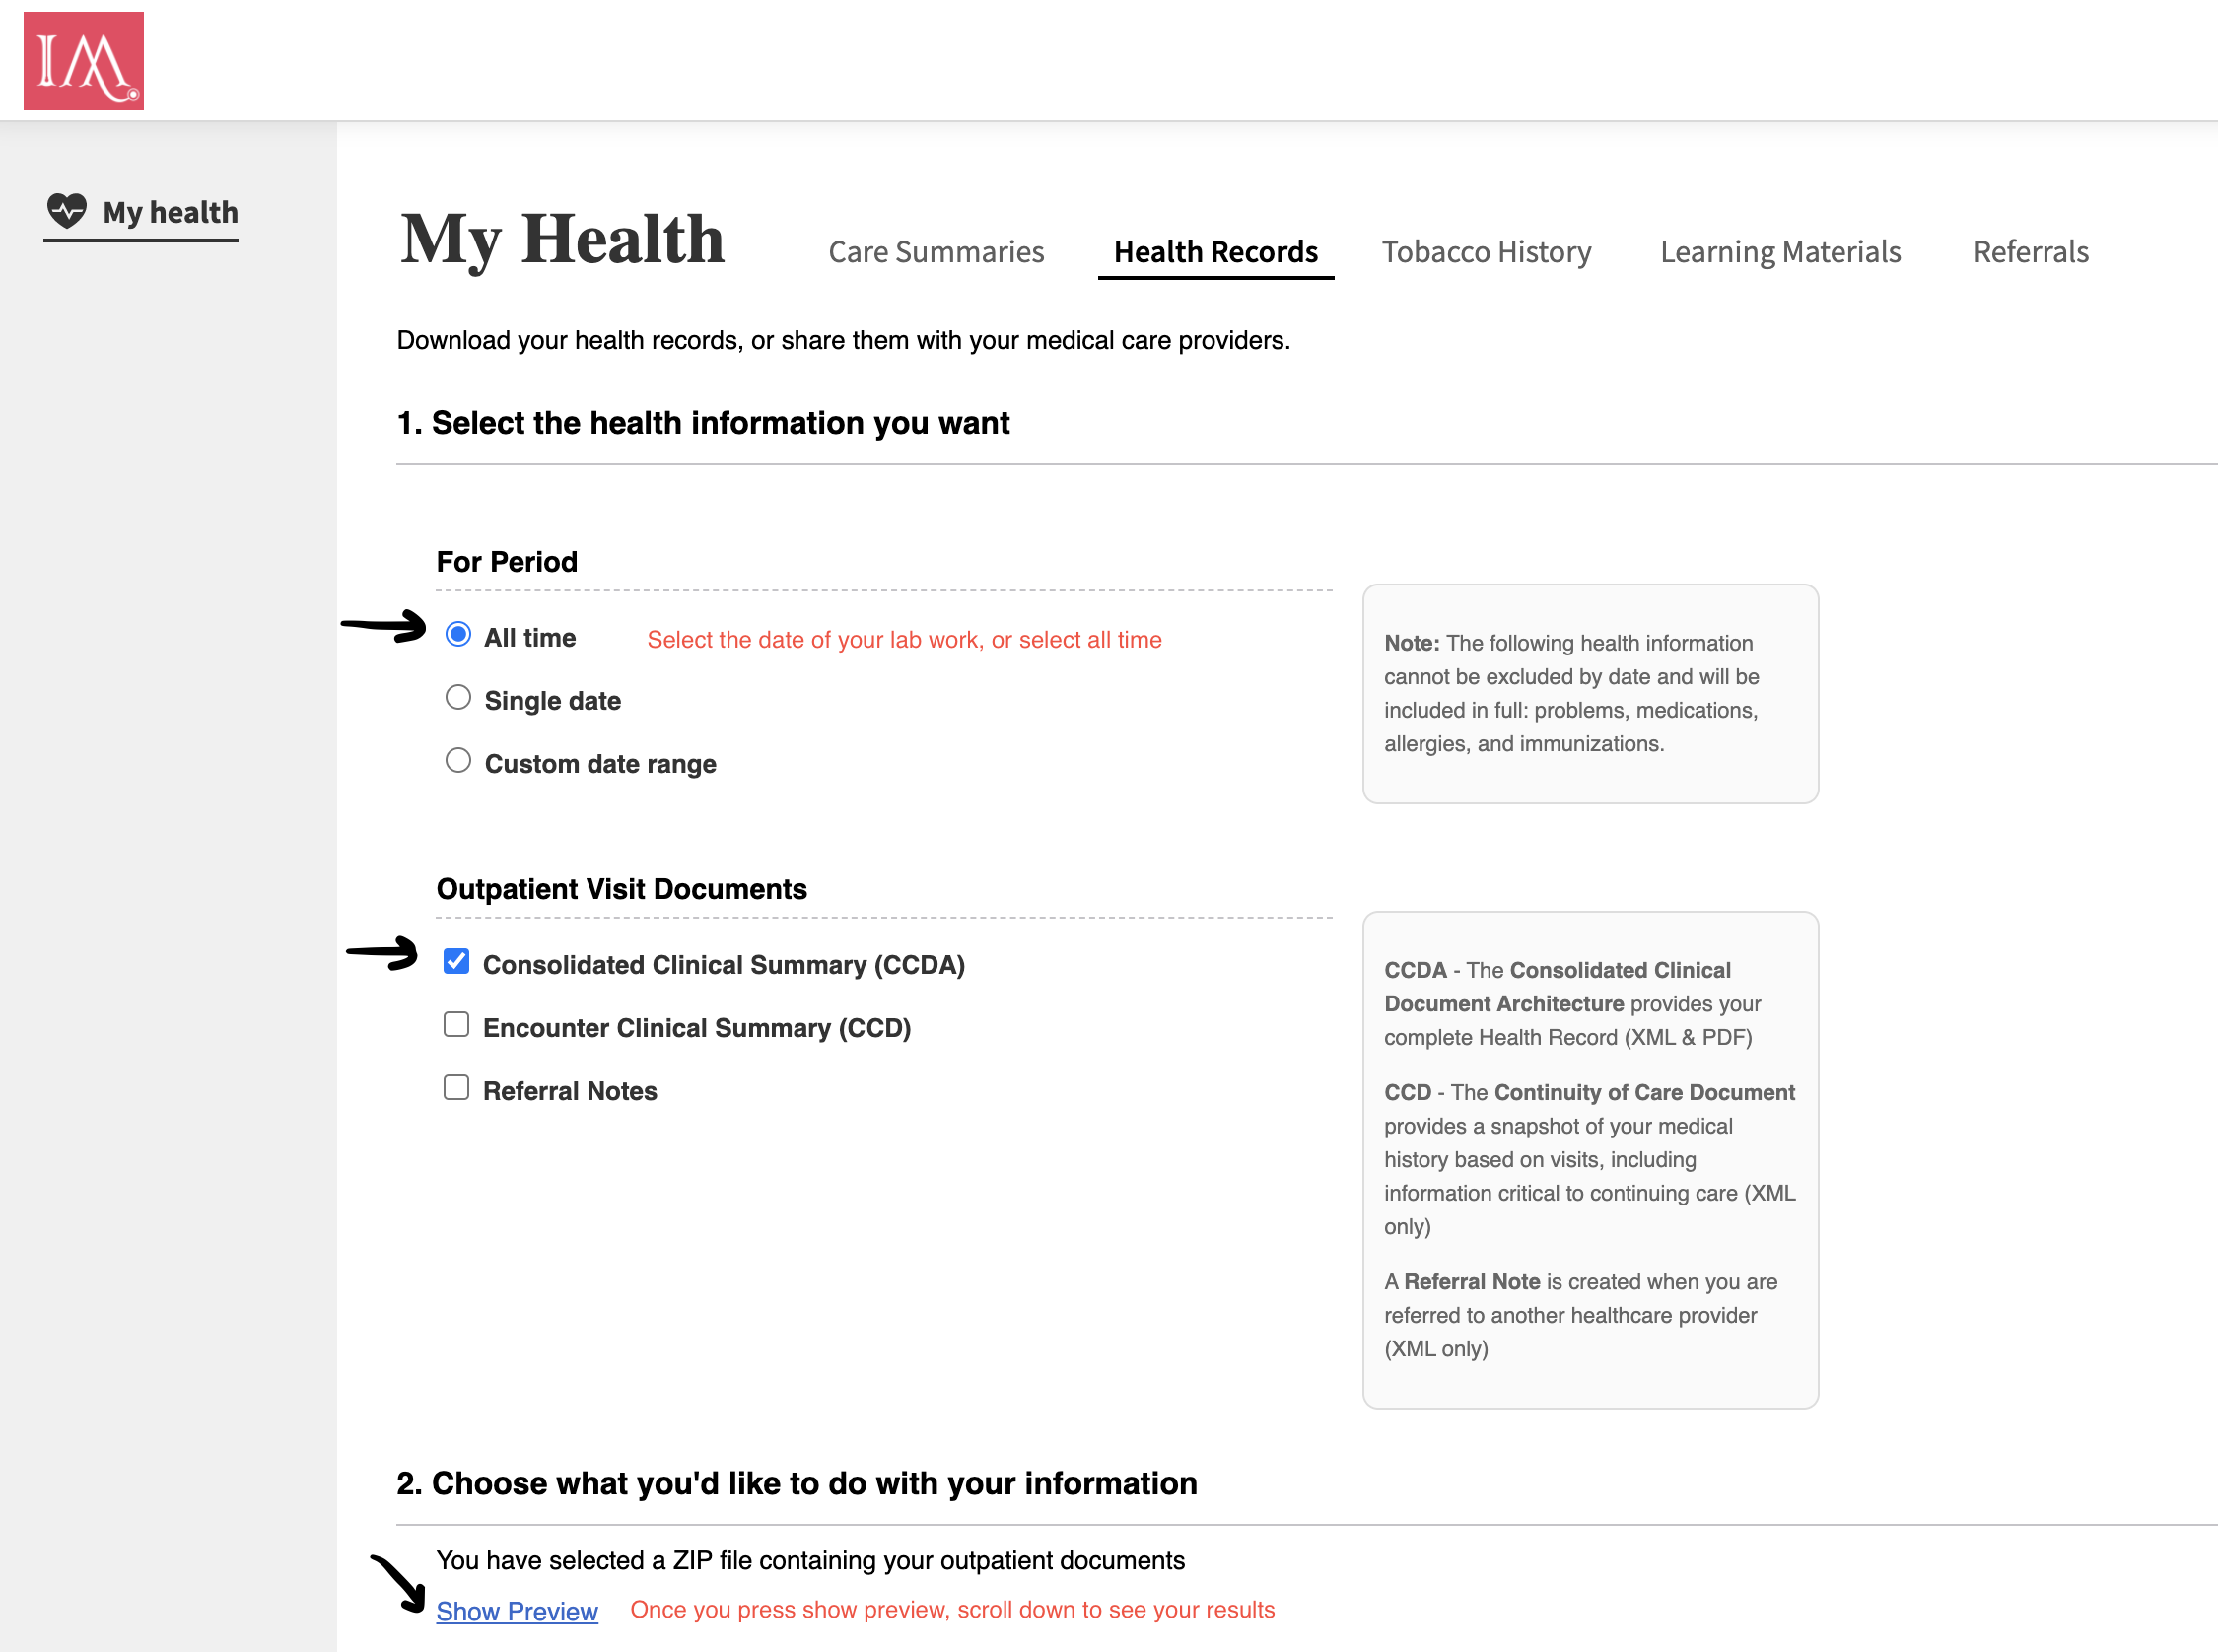 IM
My health
My Health
Care Summaries
Health Records
Tobacco History
Learning Materials
Referrals
Download your health records, or share them with your medical care providers.
1. Select the health information you want
For Period
All time
Select the date of your lab work, or select all time
Single date
Custom date range
Note: The following health information
cannot be excluded by date and will be
included in full: problems, medications,
allergies, and immunizations.
Outpatient Visit Documents
Consolidated Clinical Summary (CCDA)
Encounter Clinical Summary (CCD)
Referral Notes
CCDA - The Consolidated Clinical
Document Architecture provides your
complete Health Record (XML & PDF)
CCD - The Continuity of Care Document
provides a snapshot of your medical
history based on visits, including
information critical to continuing care (XML
only)
A Referral Note is created when you are
referred to another healthcare provider
(XML only)
2. Choose what you'd like to do with your information
You have selected a ZIP file containing your outpatient documents
Show Preview
Once you press show preview, scroll down to see your results